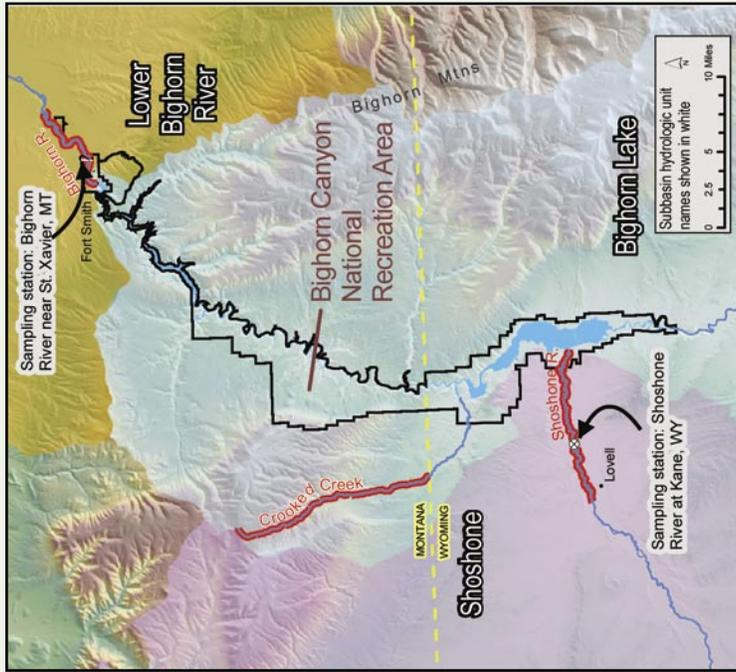 Sampling station: Bighorn
River near St. Xavier, MT
Bighorn R.
Fort Smith
Lower
Bighorn
River
Bighorn Mtns
Bighorn Canyon
National
Recreation Area
Crooked Creek
MONTANA
WYOMING
Shoshone
Bighorn Lake
Shoshone R.
Lovell
Sampling station: Shoshone
River at Kane, WY
N
Subbasin hydrologic unit
names shown in white
0 2.5 5 10 Miles